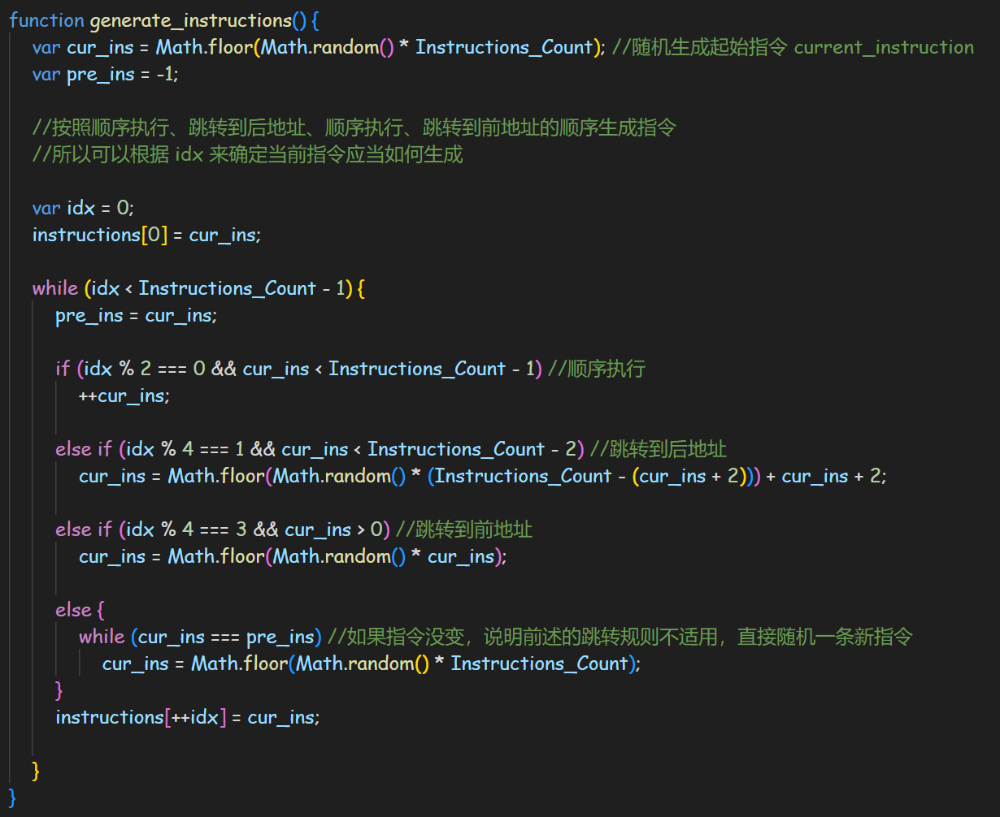 function generate_instructions() {
var cur_ins = Math.floor(Math.random() * Instructions_Count); //随机生成起始指令 current_instruction
var pre_ins = -1;
//按照顺序执行、跳转到后地址、顺序执行、跳转到前地址的顺序生成指令
//所以可以根据 idx 来确定当前指令应当如何生成
var idx = 0;
instructions[0] = cur_ins;
while (idx < Instructions_Count - 1) {
pre_ins = cur_ins;
if (idx % 2 === 0 && cur_ins < Instructions_Count - 1) //顺序执行
++cur_ins;
else if (idx % 4 === 1 && cur_ins < Instructions_Count - 2) //跳转到后地址
cur_ins = Math.floor(Math.random() * (Instructions_Count - (cur_ins + 2))) + cur_ins + 2;
else if (idx % 4 === 3 && cur_ins > 0) //跳转到前地址
cur_ins = Math.floor(Math.random() * cur_ins);
else {
while (cur_ins === pre_ins) //如果指令没变，说明前述的跳转规则不适用，直接随机一条新指令
cur_ins = Math.floor(Math.random() * Instructions_Count);
}
instructions[++idx] = cur_ins;
}
}